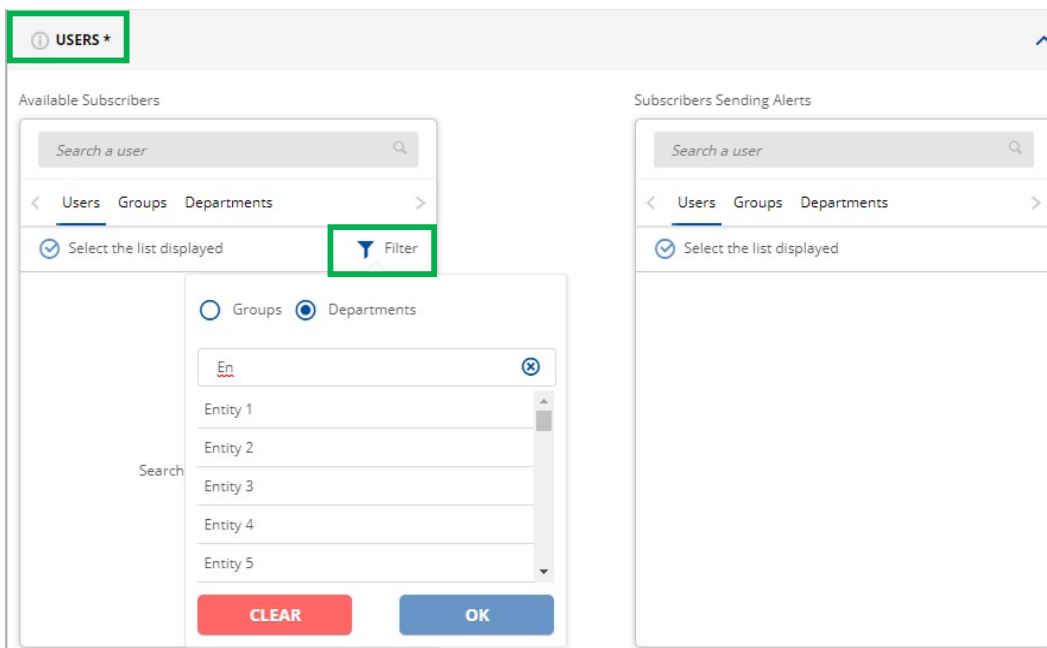 USERS *
Available Subscribers
Search a user
Users Groups Departments
Select the list displayed
Filter
Groups Departments
En
Entity 1
Entity 2
Entity 3
Entity 4
Entity 5
Search
CLEAR OK
Subscribers Sending Alerts
Search a user
Users Groups Departments
Select the list displayed